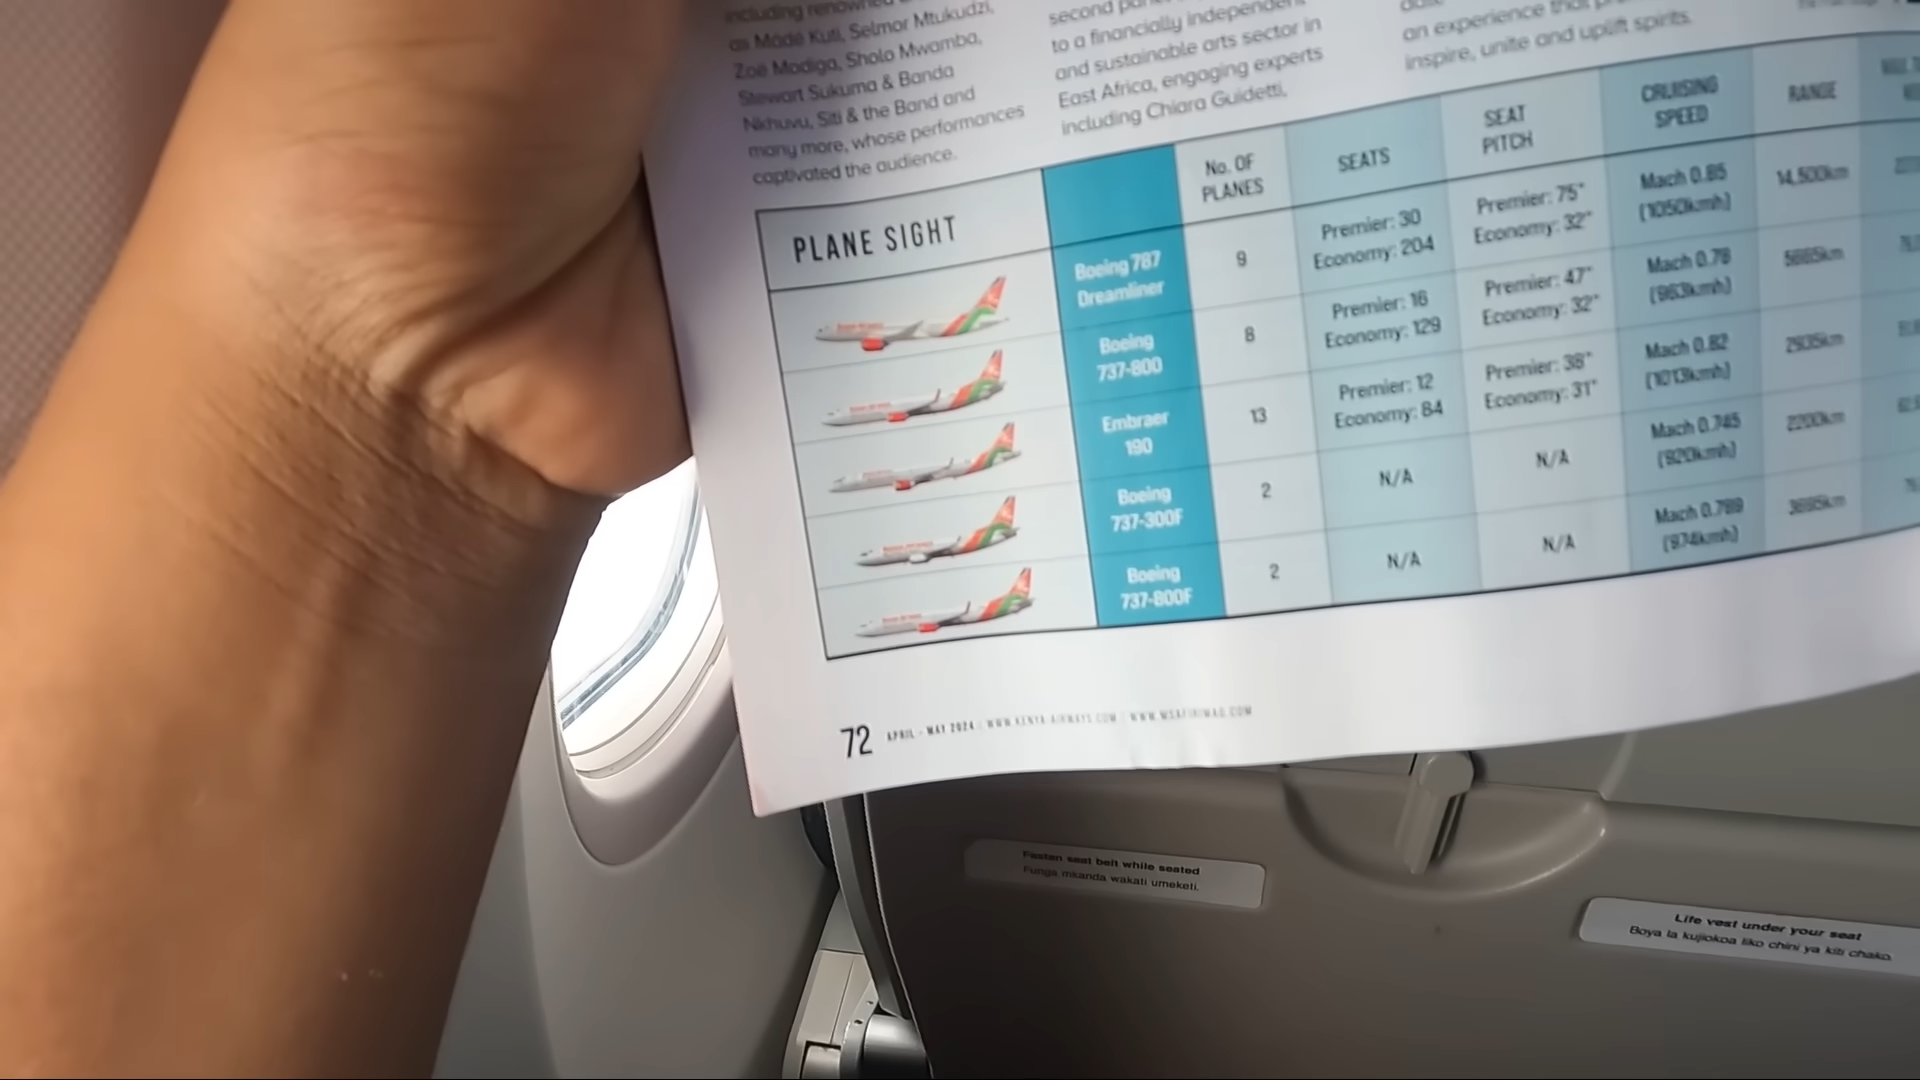 including renowned
as Madé Kuti, Selmor Mtukudzi,
Zoë Modiga, Sholo Mwamba,
Stewart Sukuma & Banda
Nkhuvu, Siti & the Band and
many more, whose performances
captivated the audience.
second
to a financially independent
and sustainable arts sector in
East Africa, engaging experts
including Chiara Guidetti,
an experience that
inspire, unite and uplift spirits.
PLANE SIGHT
No. OF
PLANES
SEATS
SEAT
PITCH
CRUISING
SPEED
RANGE
Boeing 787
Dreamliner
9
Premier: 30
Economy: 204
Premier: 75"
Economy: 32"
Mach 0.85
(1050kmh)
14,500km
Boeing
737-800
8
Premier: 16
Economy: 129
Premier: 47"
Economy: 32"
Mach 0.78
(963kmh)
5665km
Embraer
190
13
Premier: 12
Economy: 84
Premier: 38"
Economy: 31"
Mach 0.82
(1013kmh)
2935km
Boeing
737-300F
2
N/A
N/A
Mach 0.745
(920kmh)
2200km
Boeing
737-800F
2
N/A
N/A
Mach 0.789
(974kmh)
3695km
72 APRIL - MAY 2024 / WWW.KENYA-AIRWAYS.COM / WWW.MSAFIRIMAG.COM
Fasten seat belt while seated
Funga mkanda wakati umeketi.
Life vest under your seat
Boya la kujiokoa liko chini ya kiti chako